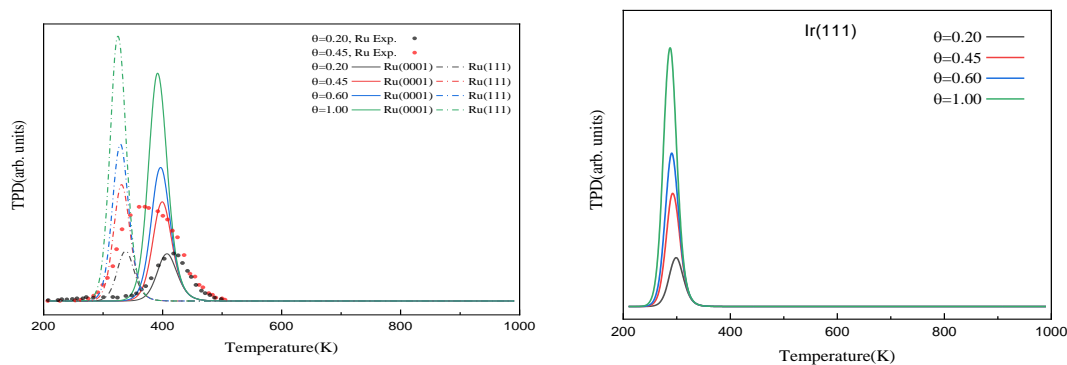 θ=0.20, Ru Exp.
θ=0.45, Ru Exp.
θ=0.20 Ru(0001) Ru(111)
θ=0.45 Ru(0001) Ru(111)
θ=0.60 Ru(0001) Ru(111)
θ=1.00 Ru(0001) Ru(111)
TPD(arb. units)
200 400 600 800 1000
Temperature(K)
Ir(111)
θ=0.20
θ=0.45
θ=0.60
θ=1.00
TPD(arb. units)
200 400 600 800 1000
Temperature(K)